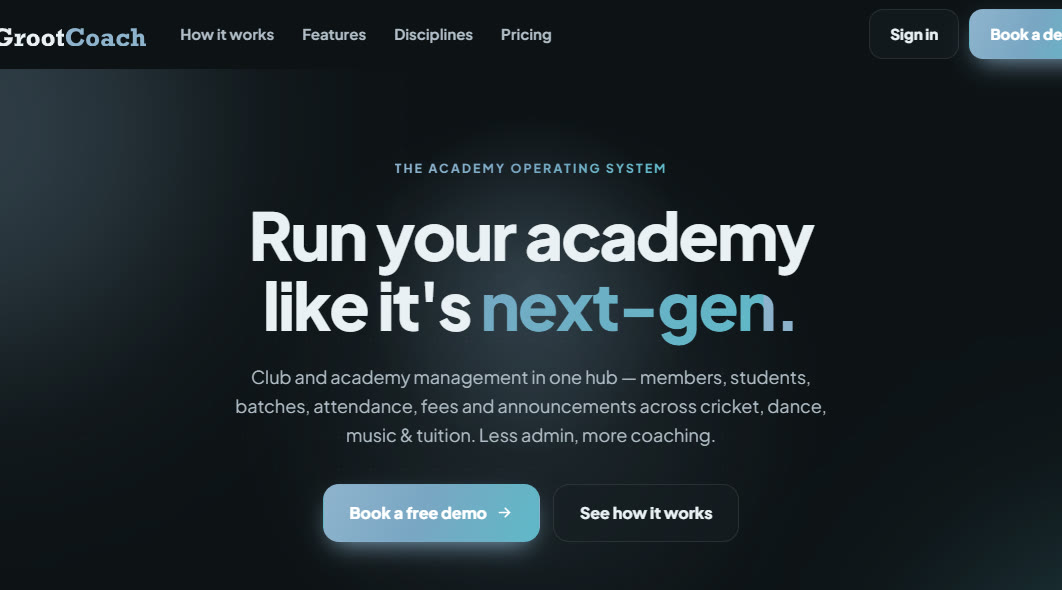 GrootCoach How it works Features Disciplines Pricing Sign in Book a de
THE ACADEMY OPERATING SYSTEM
Run your academy
like it's next-gen.
Club and academy management in one hub — members, students,
batches, attendance, fees and announcements across cricket, dance,
music & tuition. Less admin, more coaching.
Book a free demo → See how it works